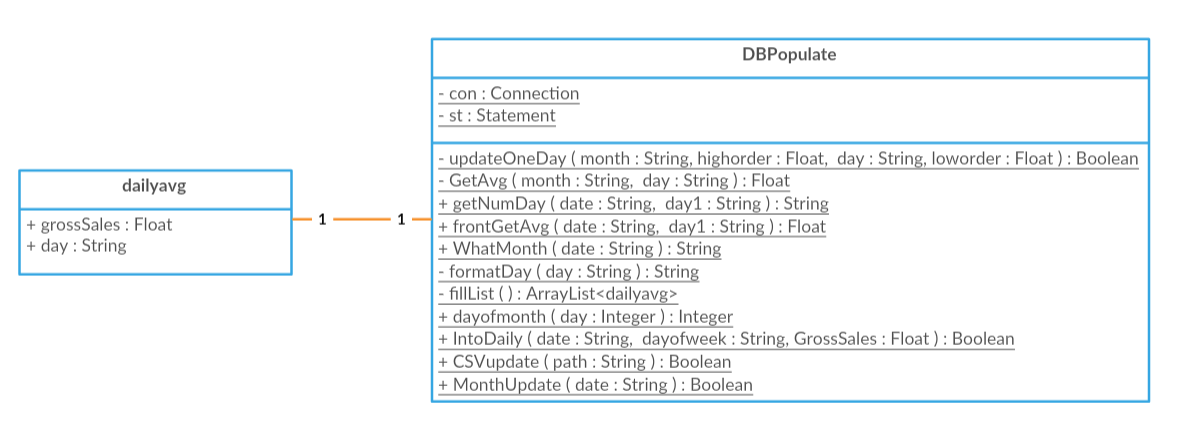 dailyavg
+ grossSales : Float
+ day : String
1 1
DBPopulate
- con : Connection
- st : Statement
- updateOneDay ( month : String, highorder : Float, day : String, loworder : Float ) : Boolean
- GetAvg ( month : String, day : String ) : Float
+ getNumDay ( date : String, day1 : String ) : String
+ frontGetAvg ( date : String, day1 : String ) : Float
+ WhatMonth ( date : String ) : String
- formatDay ( day : String ) : String
- fillList ( ) : ArrayList<dailyavg>
+ dayofmonth ( day : Integer ) : Integer
+ IntoDaily ( date : String, dayofweek : String, GrossSales : Float ) : Boolean
+ CSVupdate ( path : String ) : Boolean
+ MonthUpdate ( date : String ) : Boolean